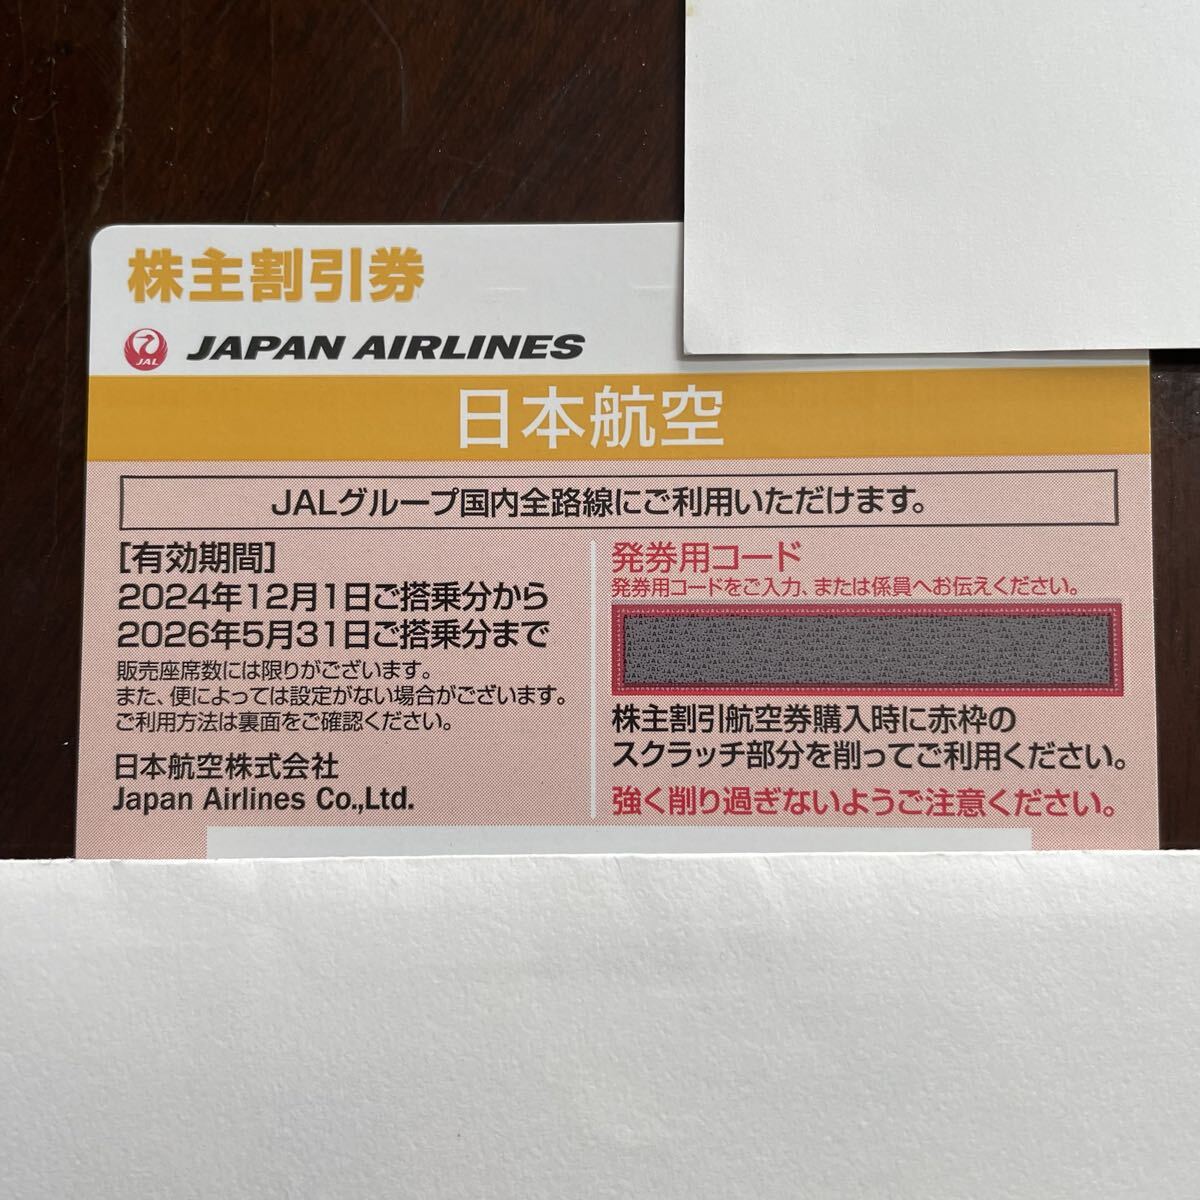 株主割引券
JAL JAPAN AIRLINES
日本航空
JALグループ国内全路線にご利用いただけます。
[有効期間]
2024年12月1日ご搭乗分から
2026年5月31日ご搭乗分まで
販売座席数には限りがございます。
また、便によっては設定がない場合がございます。
ご利用方法は裏面をご確認ください。
日本航空株式会社
Japan Airlines Co.,Ltd.
発券用コード
発券用コードをご入力、または係員へお伝えください。
株主割引航空券購入時に赤枠の
スクラッチ部分を削ってご利用ください。
強く削り過ぎないようご注意ください。